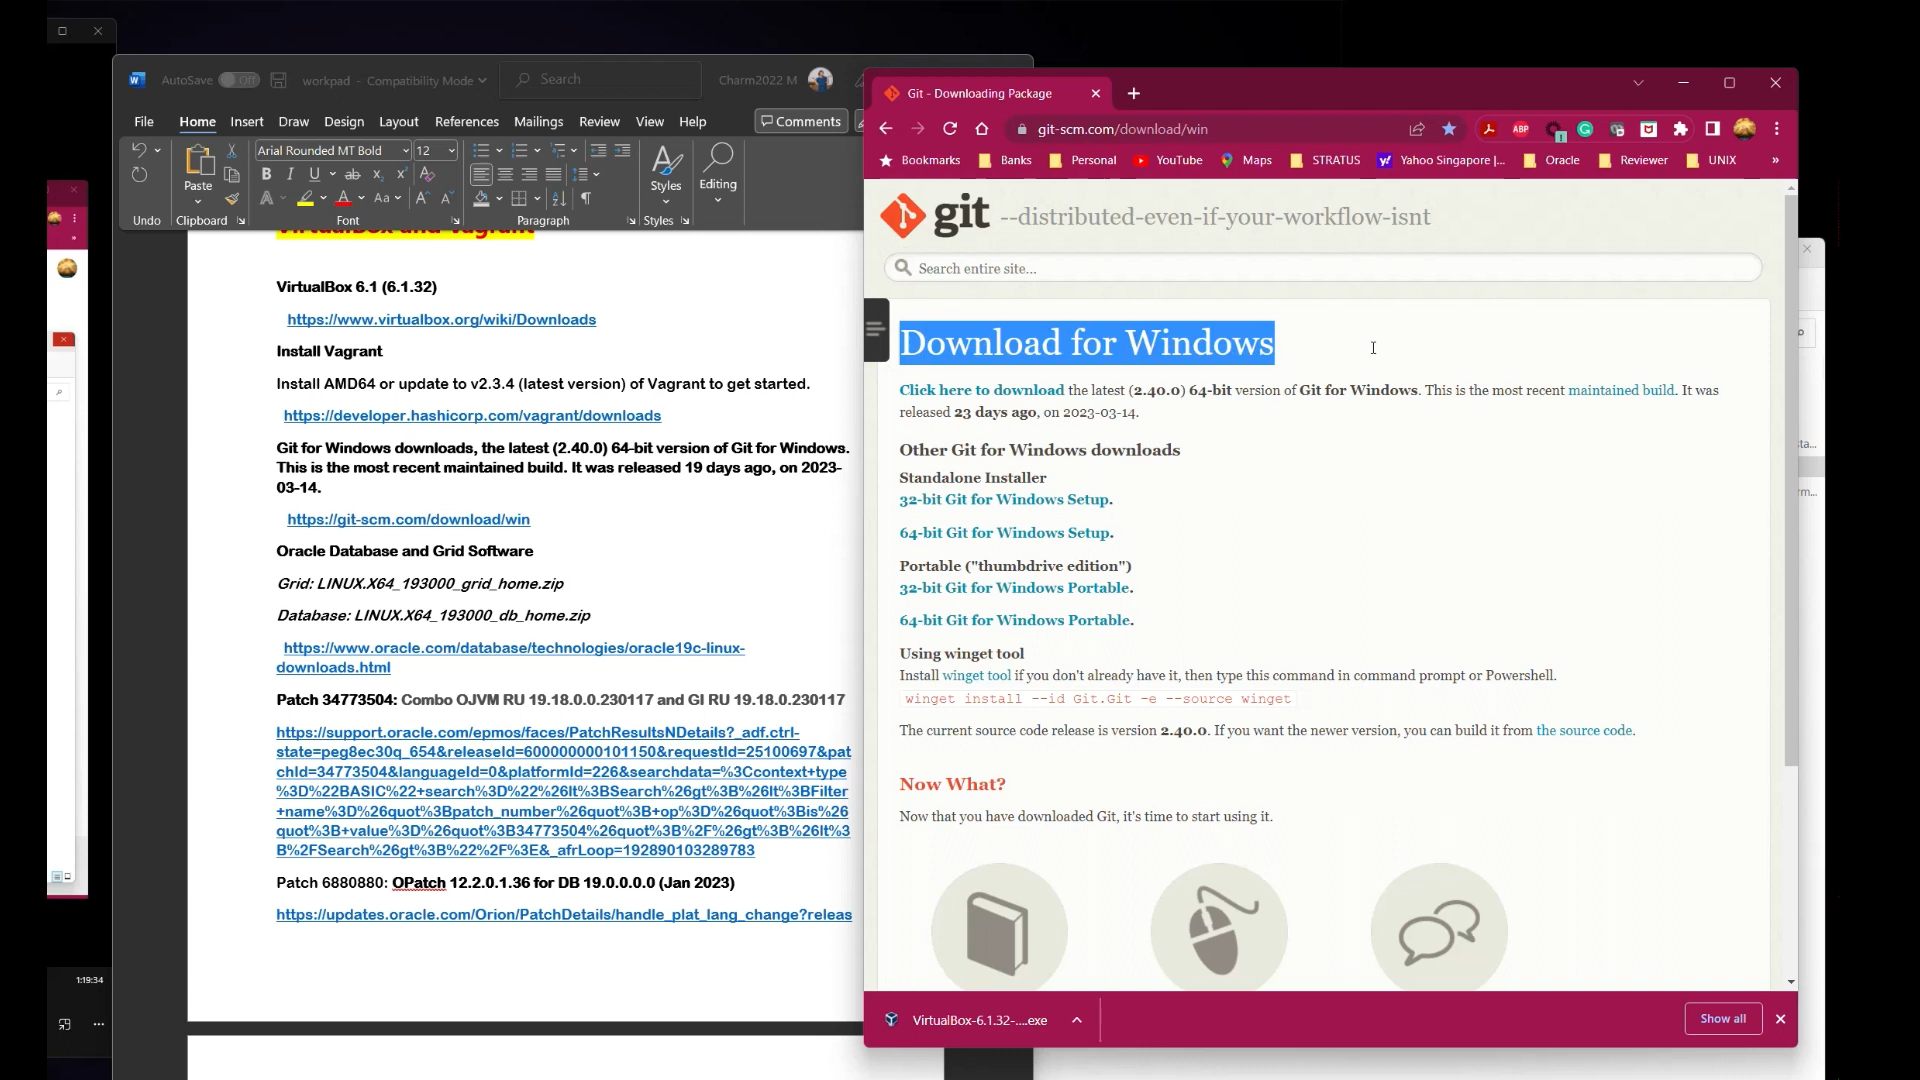 AutoSave Off workpad - Compatibility Mode Search Charm2022 M
File Home Insert Draw Design Layout References Mailings Review View Help Comments
Paste Arial Rounded MT Bold 12 Styles Editing
Undo Clipboard Font Paragraph Styles
VirtualBox and Vagrant
VirtualBox 6.1 (6.1.32)
https://www.virtualbox.org/wiki/Downloads
Install Vagrant
Install AMD64 or update to v2.3.4 (latest version) of Vagrant to get started.
https://developer.hashicorp.com/vagrant/downloads
Git for Windows downloads, the latest (2.40.0) 64-bit version of Git for Windows.
This is the most recent maintained build. It was released 19 days ago, on 2023-
03-14.
https://git-scm.com/download/win
Oracle Database and Grid Software
Grid: LINUX.X64_193000_grid_home.zip
Database: LINUX.X64_193000_db_home.zip
https://www.oracle.com/database/technologies/oracle19c-linux-
downloads.html
Patch 34773504: Combo OJVM RU 19.18.0.0.230117 and GI RU 19.18.0.230117
https://support.oracle.com/epmos/faces/PatchResultsNDetails?_adf.ctrl-
state=peg8ec30q_654&releaseId=600000000101150&requestId=25100697&pat
chId=34773504&languageId=0&platformId=226&searchdata=%3Ccontext+type
%3D%22BASIC%22+search%3D%22%26lt%3BSearch%26gt%3B%26lt%3BFilter
+name%3D%26quot%3Bpatch_number%26quot%3B+op%3D%26quot%3Bis%26
quot%3B+value%3D%26quot%3B34773504%26quot%3B%2F%26gt%3B%26lt%3
B%2FSearch%26gt%3B%22%2F%3E&_afrLoop=192890103289783
Patch 6880880: OPatch 12.2.0.1.36 for DB 19.0.0.0.0 (Jan 2023)
https://updates.oracle.com/Orion/PatchDetails/handle_plat_lang_change?releas
1:19:34
Git - Downloading Package
git-scm.com/download/win ABP
Bookmarks Banks Personal YouTube Maps STRATUS Yahoo Singapore |... Oracle Reviewer UNIX »
git --distributed-even-if-your-workflow-isnt
Search entire site...
Download for Windows
Click here to download the latest (2.40.0) 64-bit version of Git for Windows. This is the most recent maintained build. It was
released 23 days ago, on 2023-03-14.
Other Git for Windows downloads
Standalone Installer
32-bit Git for Windows Setup.
64-bit Git for Windows Setup.
Portable ("thumbdrive edition")
32-bit Git for Windows Portable.
64-bit Git for Windows Portable.
Using winget tool
Install winget tool if you don't already have it, then type this command in command prompt or Powershell.
winget install --id Git.Git -e --source winget
The current source code release is version 2.40.0. If you want the newer version, you can build it from the source code.
Now What?
Now that you have downloaded Git, it's time to start using it.
VirtualBox-6.1.32-....exe Show all